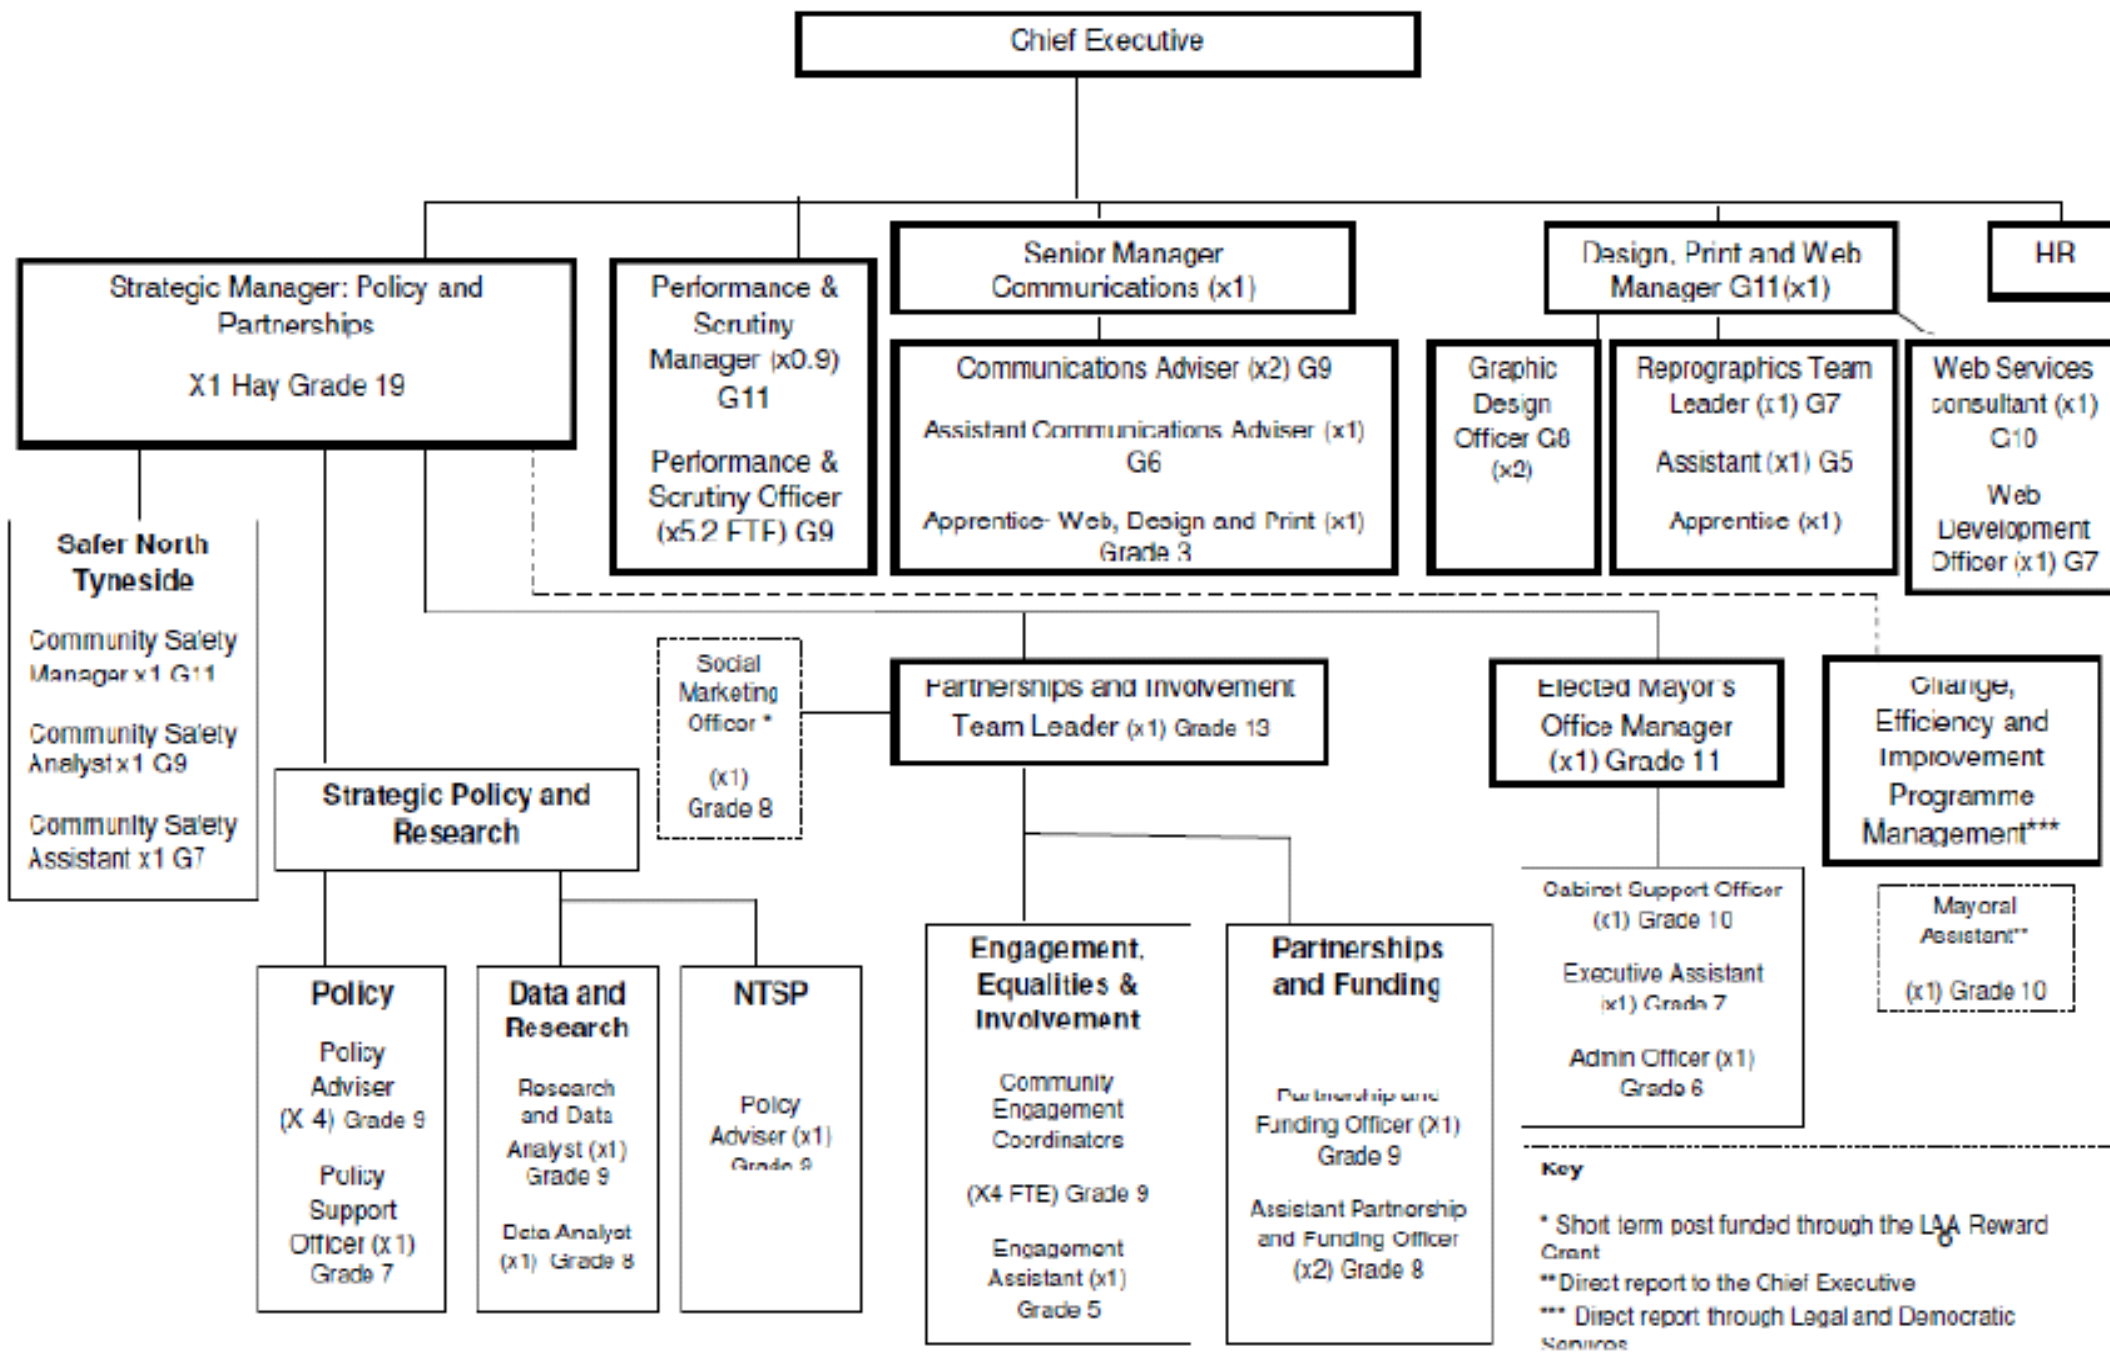 Chief Executive
Strategic Manager: Policy and
Partnerships
X1 Hay Grade 19
Performance &
Scrutiny
Manager (x0.9)
G11
Performance &
Scrutiny Officer
(x5.2 FTE) G9
Senior Manager
Communications (x1)
Communications Adviser (x2) G9
Assistant Communications Adviser (x1)
G6
Apprentice- Web, Design and Print (x1)
Grade 3
Design, Print and Web
Manager G11(x1)
Graphic
Design
Officer G8
(x2)
Reprographics Team
Leader (x1) G7
Assistant (x1) G5
Apprentise (x1)
HR
Web Services
consultant (x1)
G10
Web
Development
Officer (x1) G7
Safer North
Tyneside
Community Safety
Manager x1 G11
Community Safety
Analyst x1 G9
Community Safety
Assistant x1 G7
Strategic Policy and
Research
Social
Marketing
Officer *
(x1)
Grade 8
Partnerships and Involvement
Team Leader (x1) Grade 13
Elected Mayor's
Office Manager
(x1) Grade 11
Change,
Efficiency and
Improvement
Programme
Management***
Policy
Policy
Adviser
(X 4) Grade 9
Policy
Support
Officer (x1)
Grade 7
Data and
Research
Research
and Data
Analyst (x1)
Grade 9
Data Analyst
(x1) Grade 8
NTSP
Policy
Adviser (x1)
Grade 9
Engagement,
Equalities &
Involvement
Community
Engagement
Coordinators
(X4 FTE) Grade 9
Engagement
Assistant (x1)
Grade 5
Partnerships
and Funding
Partnership and
Funding Officer (X1)
Grade 9
Assistant Partnership
and Funding Officer
(x2) Grade 8
Cabinet Support Officer
(x1) Grade 10
Executive Assistant
(x1) Grade 7
Admin Officer (x1)
Grade 6
Mayoral
Assistant**
(x1) Grade 10
Key
* Short term post funded through the LAA Reward
Grant
**Direct report to the Chief Executive
*** Direct report through Legal and Democratic
Services